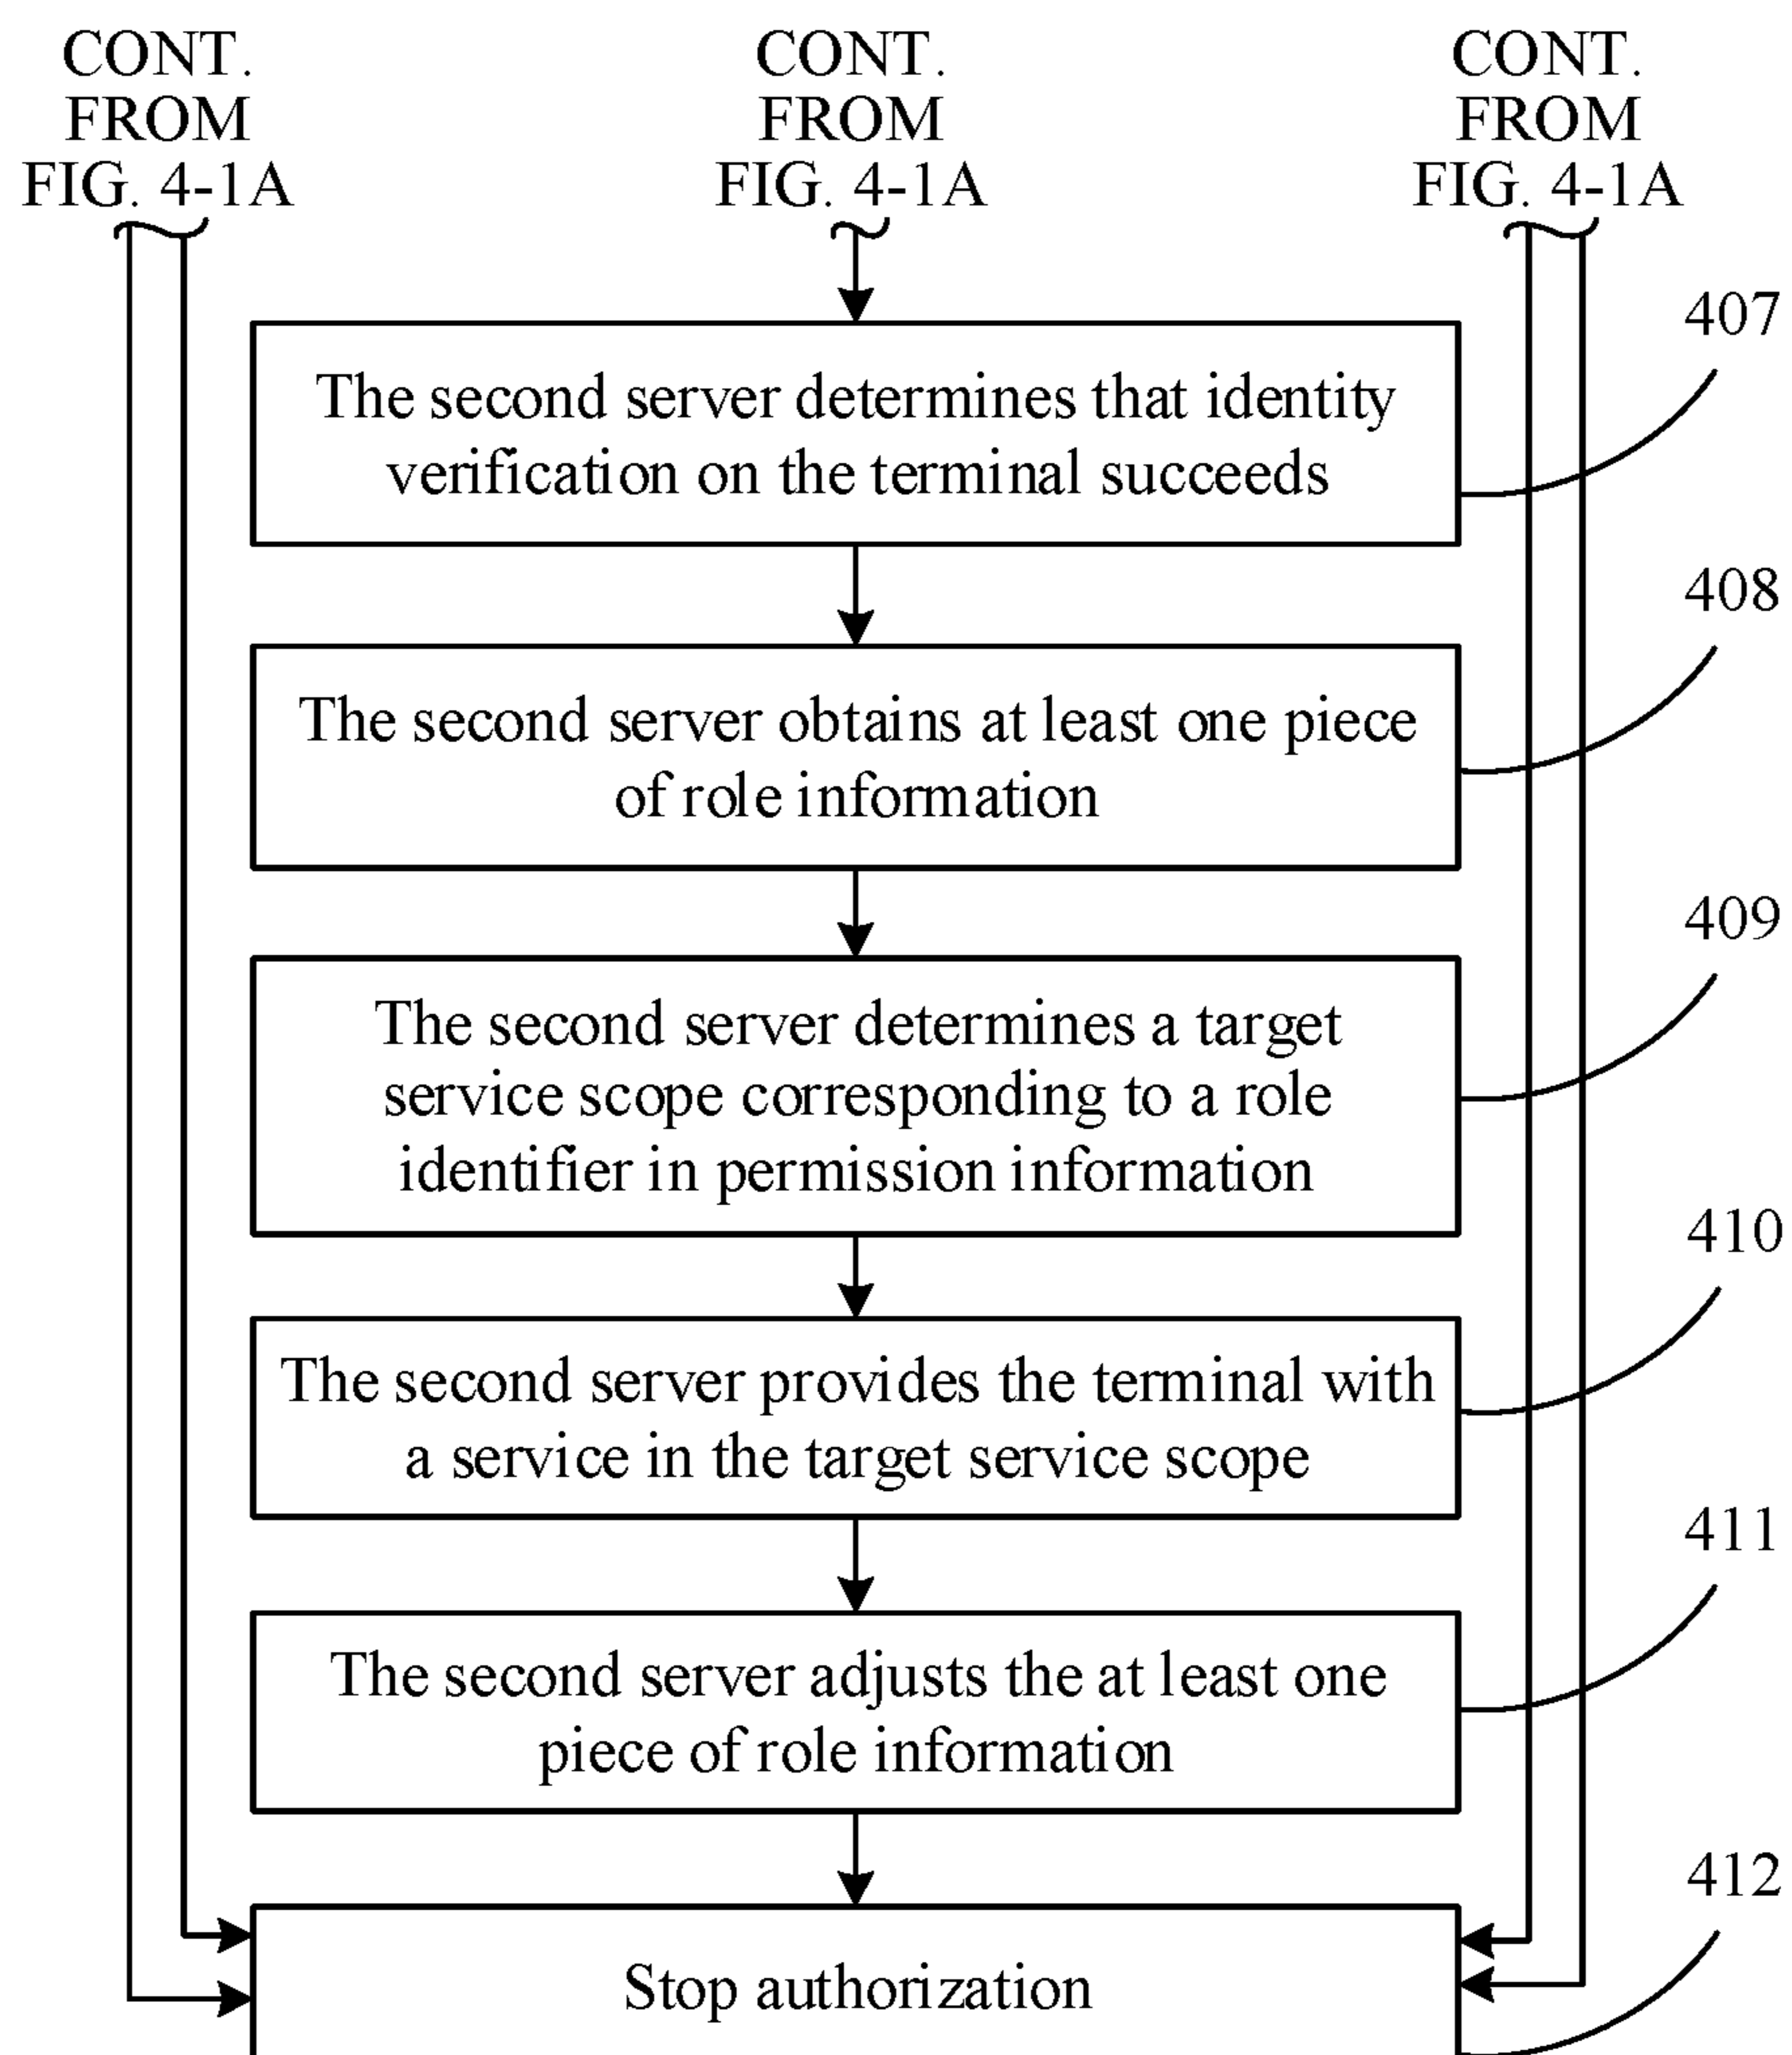 CONT.
FROM
FIG. 4-1A
CONT.
FROM
FIG. 4-1A
CONT.
FROM
FIG. 4-1A
407
The second server determines that identity
verification on the terminal succeeds
408
The second server obtains at least one piece
of role information
409
The second server determines a target
service scope corresponding to a role
identifier in permission information
410
The second server provides the terminal with
a service in the target service scope
411
The second server adjusts the at least one
piece of role information
412
Stop authorization